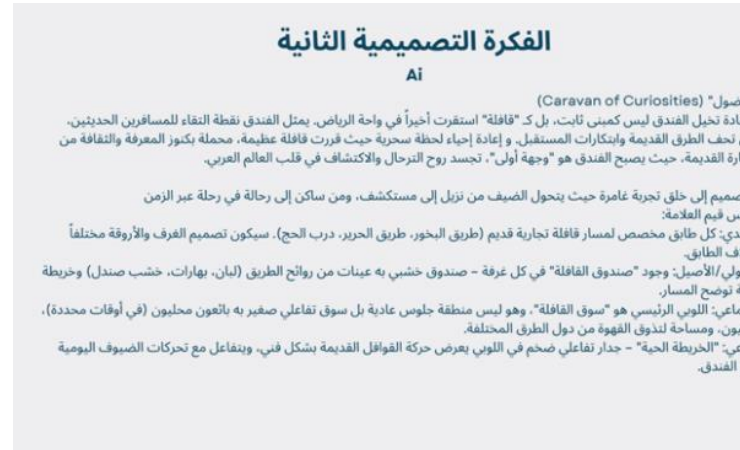 الفكرة التصميمية الثانية
Ai
(Caravan of Curiosities) "ضول
ادة تخيل الفندق ليس كمبنى ثابت، بل كـ "قافلة" استقرت أخيراً في واحة الرياض. يمثل الفندق نقطة التقاء للمسافرين الحديثين،
تحف الطرق القديمة وابتكارات المستقبل. و إعادة إحياء لحظة سحرية حيث قررت قافلة عظيمة، محملة بكنوز المعرفة والثقافة من
ارة القديمة، حيث يصبح الفندق هو "وجهة أولى"، تجسد روح الترحال والاكتشاف في قلب العالم العربي.
صميم إلى خلق تجربة غامرة حيث يتحول الضيف من نزيل إلى مستكشف، ومن ساكن إلى رحالة في رحلة عبر الزمن
س قيم العلامة:
دي: كل طابق مخصص لمسار قافلة تجارية قديم (طريق البخور، طريق الحرير، درب الحج). سيكون تصميم الغرف والأروقة مختلفاً
ف الطابق.
ولي/الأصيل: وجود "صندوق القافلة" في كل غرفة – صندوق خشبي به عينات من روائح الطريق (لبان، بهارات، خشب صندل) وخريطة
ة توضح المسار.
ماعي: اللوبي الرئيسي هو "سوق القافلة"، وهو ليس منطقة جلوس عادية بل سوق تفاعلي صغير به بائعون محليون (في أوقات محددة)،
يون، ومساحة لتذوق القهوة من دول الطرق المختلفة.
عي: "الخريطة الحية" – جدار تفاعلي ضخم في اللوبي يعرض حركة القوافل القديمة بشكل فني، ويتفاعل مع تحركات الضيوف اليومية
الفندق.